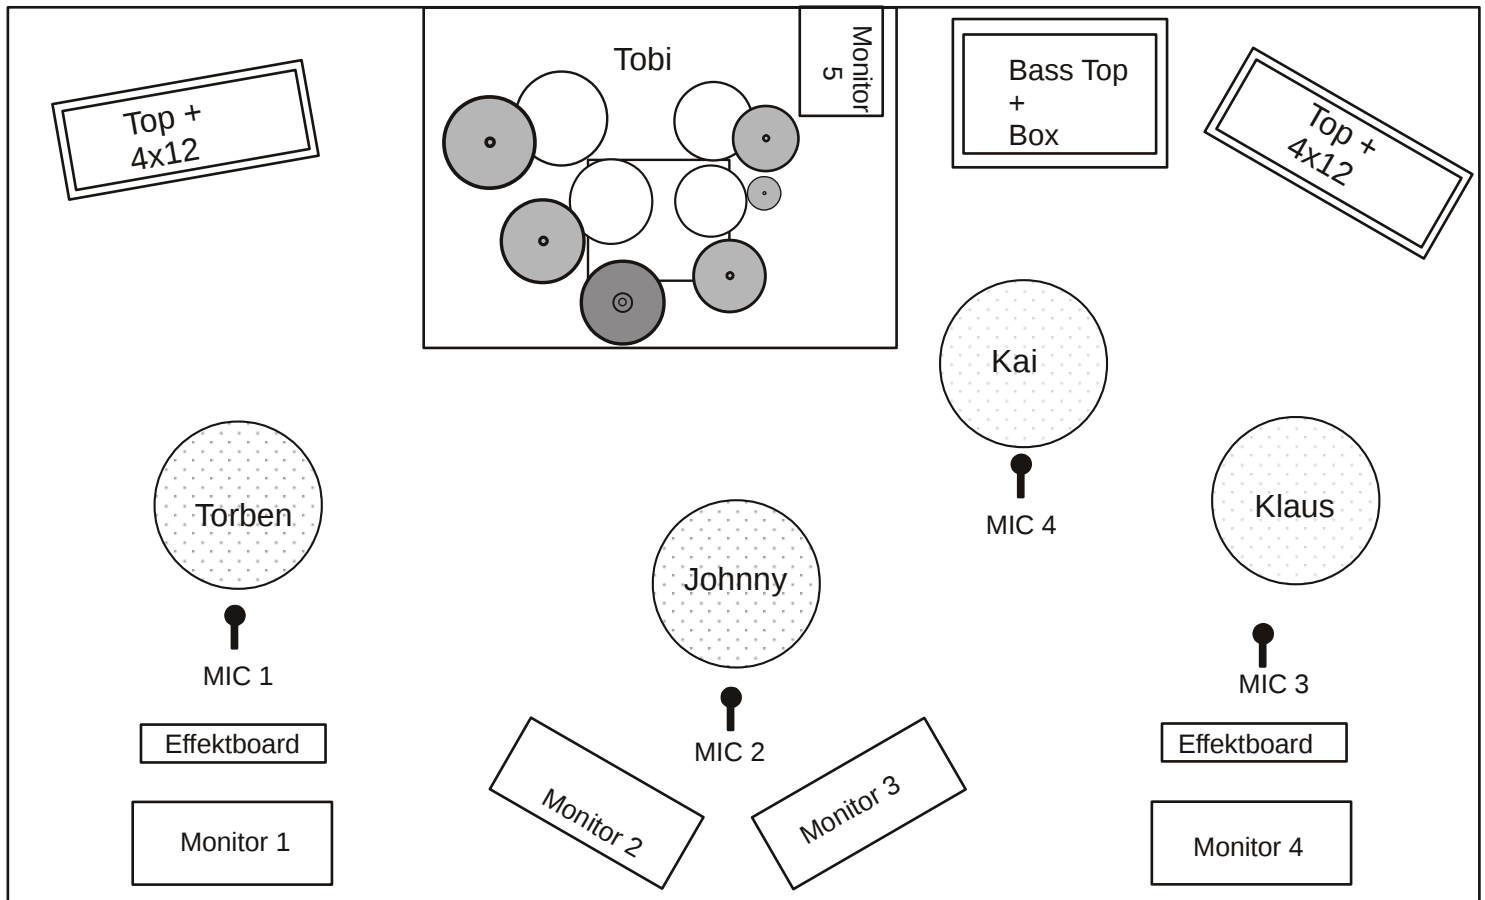 Tobi
Monitor
5
Top +
4x12
Bass Top
+
Box
Top +
4x12
Kai
Torben
Klaus
Johnny
MIC 4
MIC 1
MIC 3
MIC 2
Effektboard
Effektboard
Monitor 1
Monitor 2
Monitor 3
Monitor 4